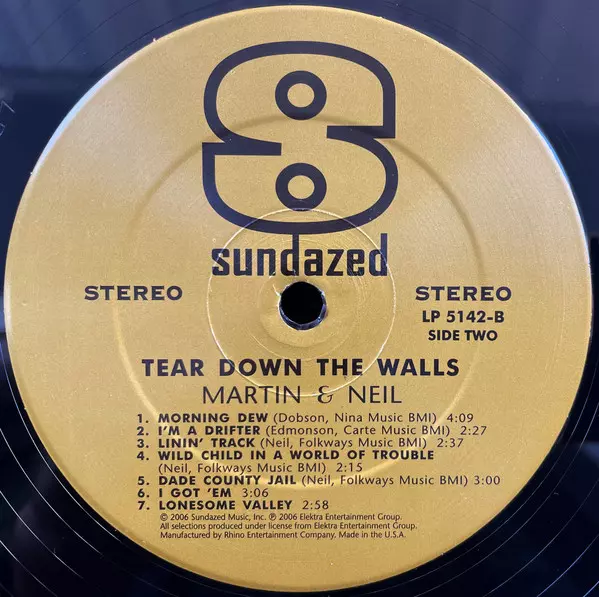 sundazed
STEREO
STEREO
LP 5142-B
SIDE TWO
TEAR DOWN THE WALLS
MARTIN & NEIL
1. MORNING DEW (Dobson, Nina Music BMI) 4:09
2. I'M A DRIFTER (Edmonson, Carte Music BMI) 2:27
3. LININ' TRACK (Neil, Folkways Music BMI) 2:37
4. WILD CHILD IN A WORLD OF TROUBLE
(Neil, Folkways Music BMI) 2:15
5. DADE COUNTY JAIL (Neil, Folkways Music BMI) 3:00
6. I GOT 'EM 3:06
7. LONESOME VALLEY 2:58
© 2006 Sundazed Music, Inc. ℗ 2006 Elektra Entertainment Group.
All selections produced under license from Elektra Entertainment Group.
Manufactured by Rhino Entertainment Company. Made in the U.S.A.